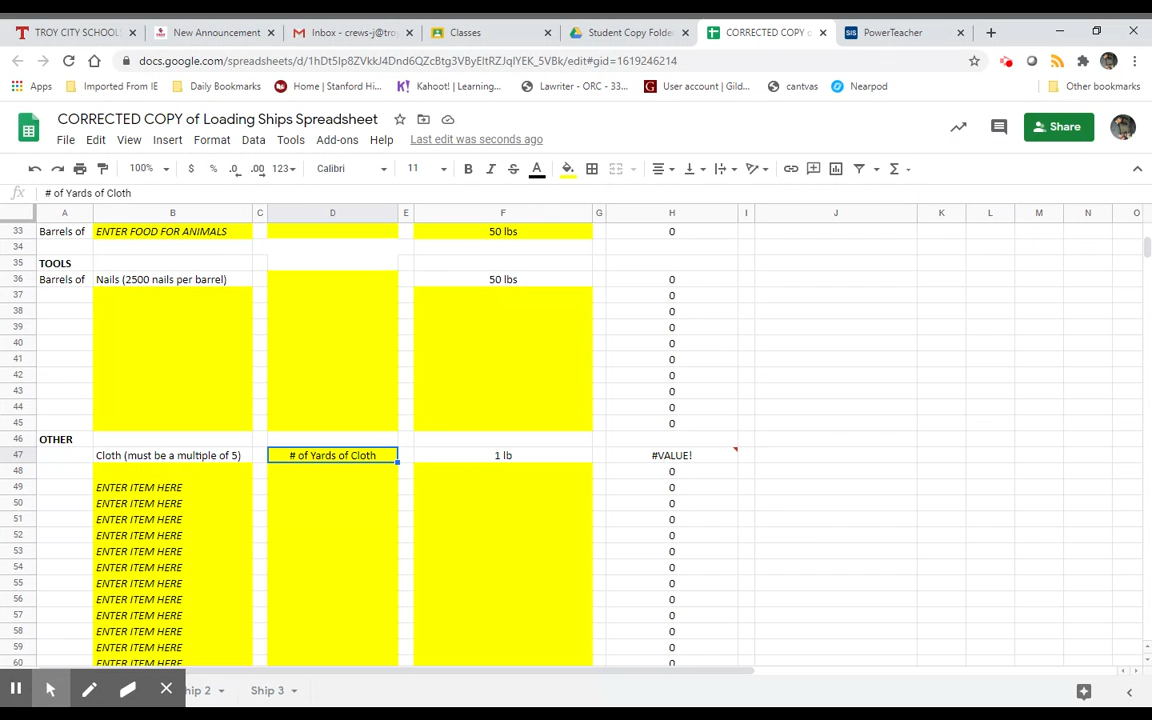 TROY CITY SCHOOL
New Announcement
Inbox - crews-j@tro
Classes
Student Copy Folde
CORRECTED COPY of
PowerTeacher
docs.google.com/spreadsheets/d/1hDt5Ip8ZVkkJ4Dnd6QZcBtg3VByEltRZJqlYEK_5VBk/edit#gid=1619246214
Apps
Imported From IE
Daily Bookmarks
Home | Stanford Hi...
Kahoot! | Learning...
Lawriter - ORC - 33...
User account | Gild...
cantvas
Nearpod
Other bookmarks
CORRECTED COPY of Loading Ships Spreadsheet
File Edit View Insert Format Data Tools Add-ons Help Last edit was seconds ago
Share
100% $ % .0 .00 123 Calibri 11 B I S A Σ
fx # of Yards of Cloth
A B C D E F G H I J K L M N O
33 Barrels of ENTER FOOD FOR ANIMALS 50 lbs 0
34
35 TOOLS
36 Barrels of Nails (2500 nails per barrel) 50 lbs 0
37 0
38 0
39 0
40 0
41 0
42 0
43 0
44 0
45 0
46 OTHER
47 Cloth (must be a multiple of 5) # of Yards of Cloth 1 lb #VALUE!
48 0
49 ENTER ITEM HERE 0
50 ENTER ITEM HERE 0
51 ENTER ITEM HERE 0
52 ENTER ITEM HERE 0
53 ENTER ITEM HERE 0
54 ENTER ITEM HERE 0
55 ENTER ITEM HERE 0
56 ENTER ITEM HERE 0
57 ENTER ITEM HERE 0
58 ENTER ITEM HERE 0
59 ENTER ITEM HERE 0
60 ENTER ITEM HERE 0
hip 2 Ship 3